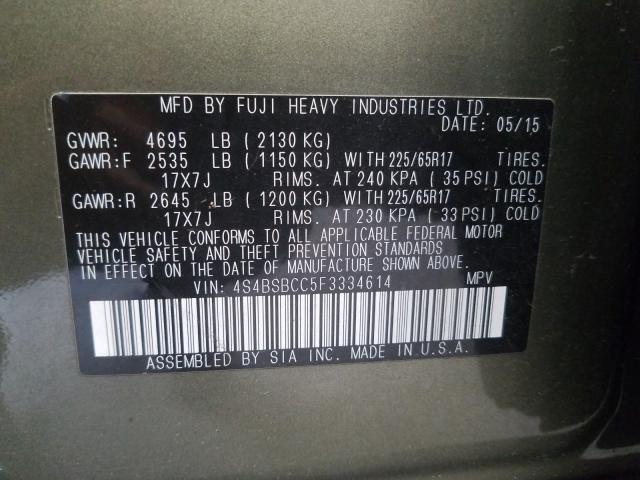 MFD BY FUJI HEAVY INDUSTRIES LTD.
DATE: 05/15
GVWR: 4695 LB ( 2130 KG)
GAWR:F 2535 LB ( 1150 KG) WITH 225/65R17 TIRES.
17X7J RIMS. AT 240 KPA ( 35 PSI) COLD
GAWR:R 2645 LB ( 1200 KG) WITH 225/65R17 TIRES.
17X7J RIMS. AT 230 KPA ( 33 PSI) COLD
THIS VEHICLE CONFORMS TO ALL APPLICABLE FEDERAL MOTOR
VEHICLE SAFETY AND THEFT PREVENTION STANDARDS
IN EFFECT ON THE DATE OF MANUFACTURE SHOWN ABOVE.
VIN: 4S4BSBCC5F3334614 MPV
ASSEMBLED BY SIA INC. MADE IN U.S.A.